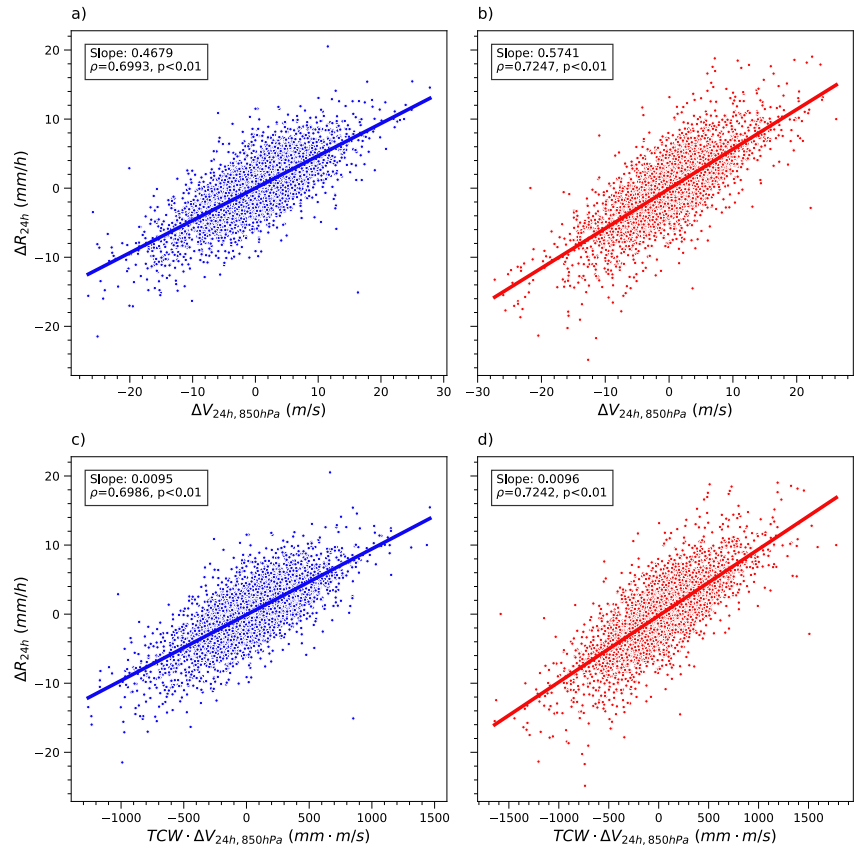 a)
Slope: 0.4679
ρ=0.6993, p<0.01
20
10
0
−10
−20
ΔR24h (mm/h)
−20 −10 0 10 20 30
ΔV24h, 850hPa (m/s)
b)
Slope: 0.5741
ρ=0.7247, p<0.01
−30 −20 −10 0 10 20
ΔV24h, 850hPa (m/s)
c)
Slope: 0.0095
ρ=0.6986, p<0.01
20
10
0
−10
−20
ΔR24h (mm/h)
−1000 −500 0 500 1000 1500
TCW · ΔV24h, 850hPa (mm · m/s)
d)
Slope: 0.0096
ρ=0.7242, p<0.01
−1500 −1000 −500 0 500 1000 1500
TCW · ΔV24h, 850hPa (mm · m/s)